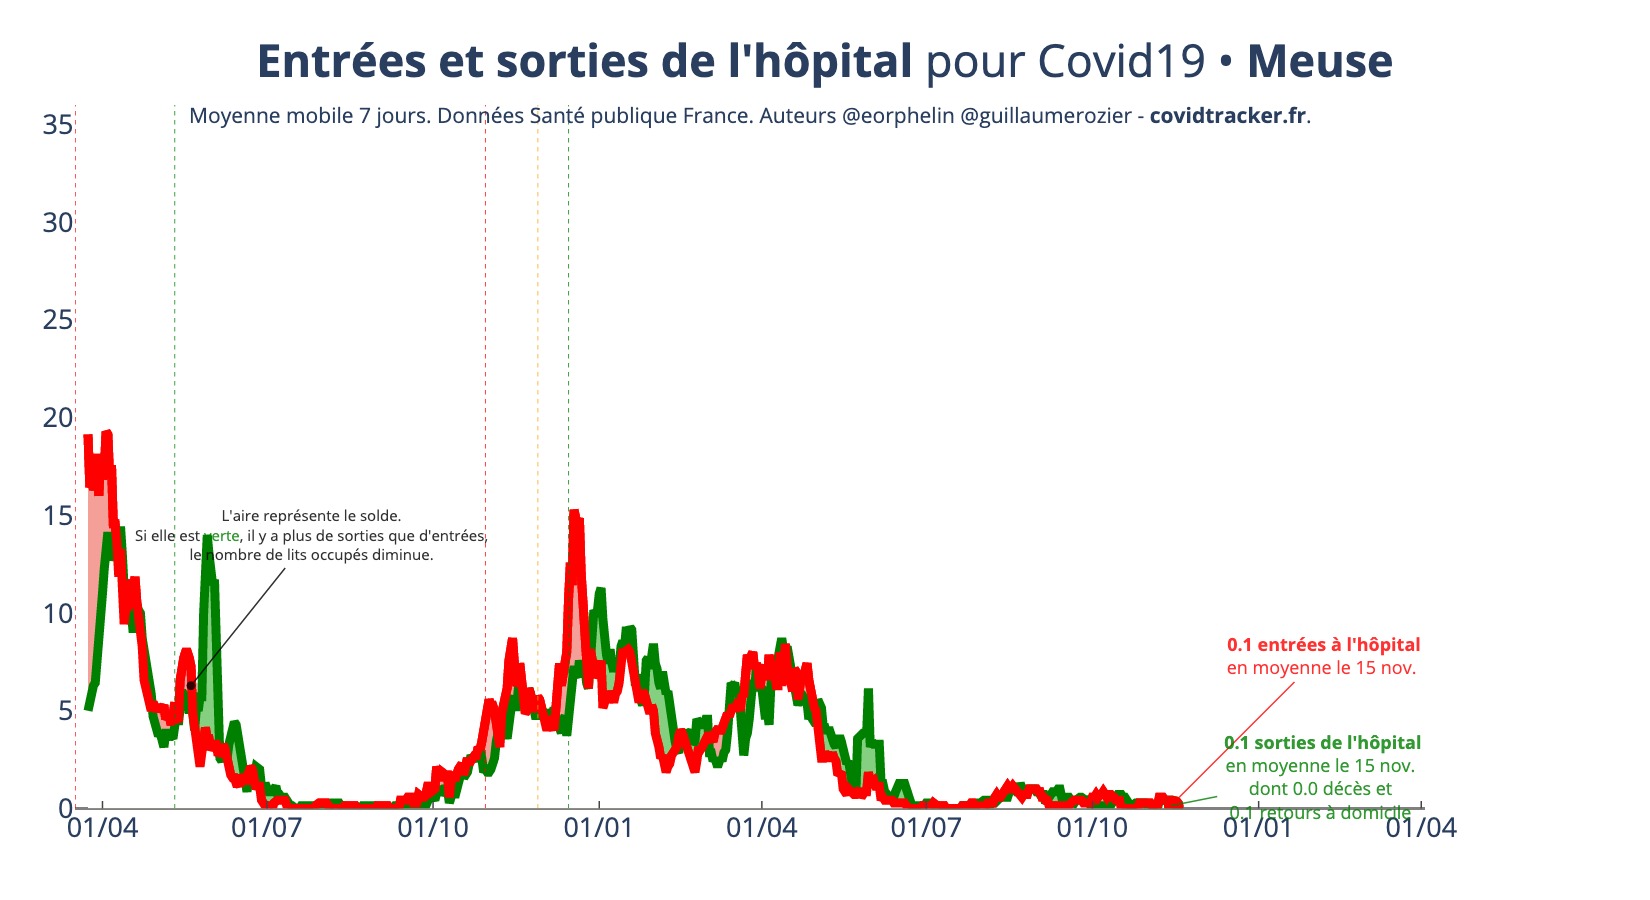 Entrées et sorties de l'hôpital pour Covid19 • Meuse
Moyenne mobile 7 jours. Données Santé publique France. Auteurs @eorphelin @guillaumerozier - covidtracker.fr.
35
30
25
20
15
10
5
0
L'aire représente le solde.
Si elle est verte, il y a plus de sorties que d'entrées,
le nombre de lits occupés diminue.
0.1 entrées à l'hôpital
en moyenne le 15 nov.
0.1 sorties de l'hôpital
en moyenne le 15 nov.
dont 0.0 décès et
0.1 retours à domicile
01/04 01/07 01/10 01/01 01/04 01/07 01/10 01/01 01/04